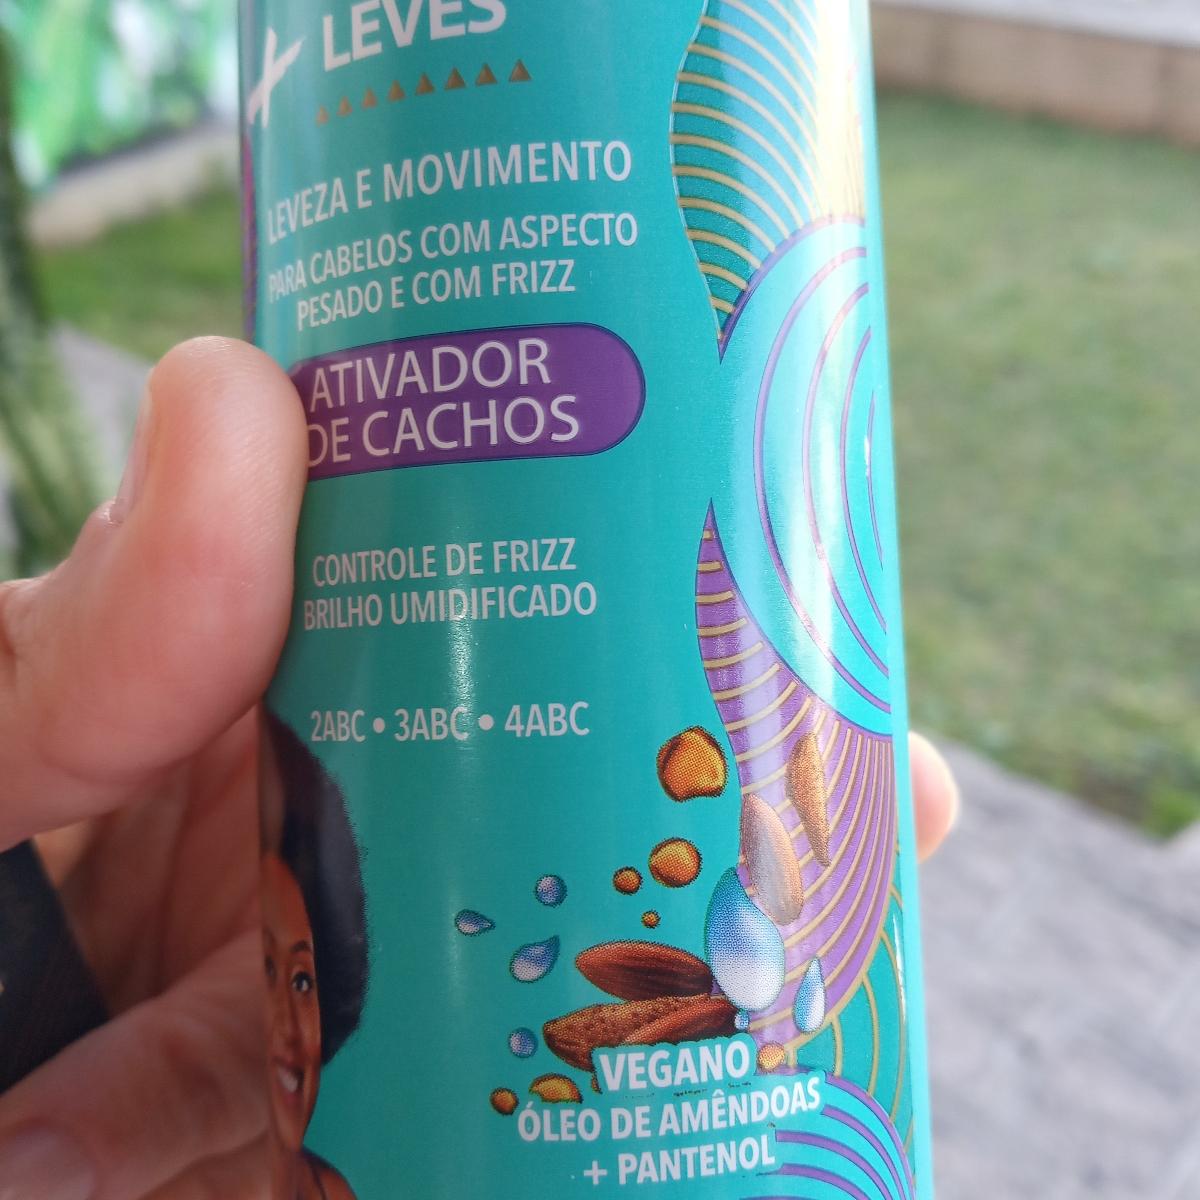 + LEVES
LEVEZA E MOVIMENTO
PARA CABELOS COM ASPECTO
PESADO E COM FRIZZ
ATIVADOR
DE CACHOS
CONTROLE DE FRIZZ
BRILHO UMIDIFICADO
2ABC • 3ABC • 4ABC
VEGANO
ÓLEO DE AMÊNDOAS
+ PANTENOL